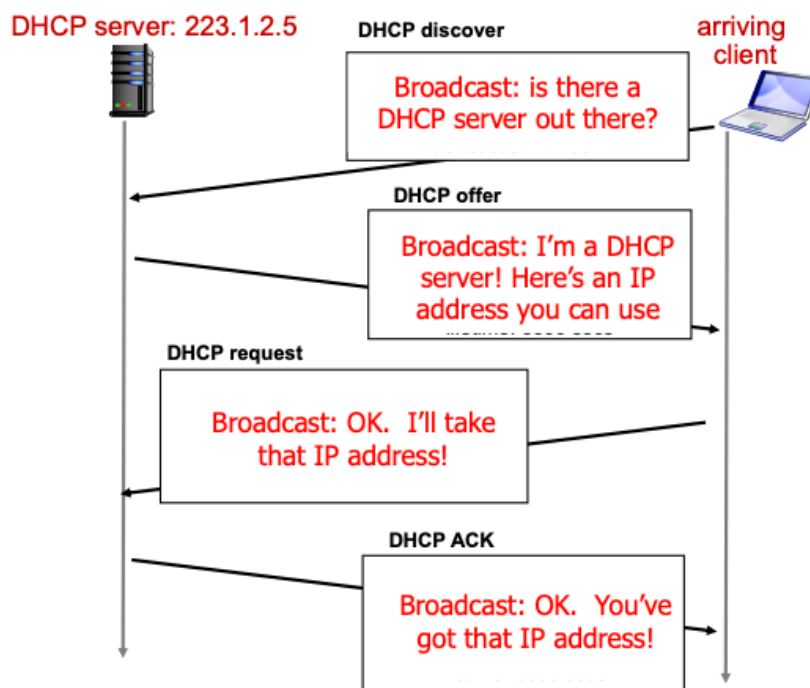 DHCP server: 223.1.2.5
DHCP discover
arriving
client
Broadcast: is there a
DHCP server out there?
DHCP offer
Broadcast: I'm a DHCP
server! Here's an IP
address you can use
DHCP request
Broadcast: OK.  I'll take
that IP address!
DHCP ACK
Broadcast: OK.  You've
got that IP address!